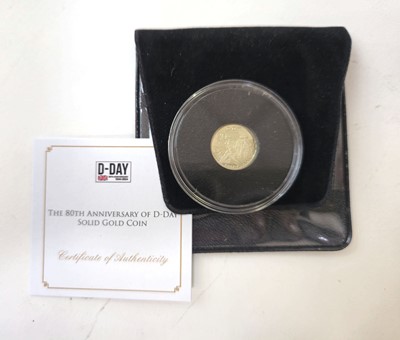 D-DAY
THE 80TH ANNIVERSARY OF D-DAY
SOLID GOLD COIN
Certificate of Authenticity